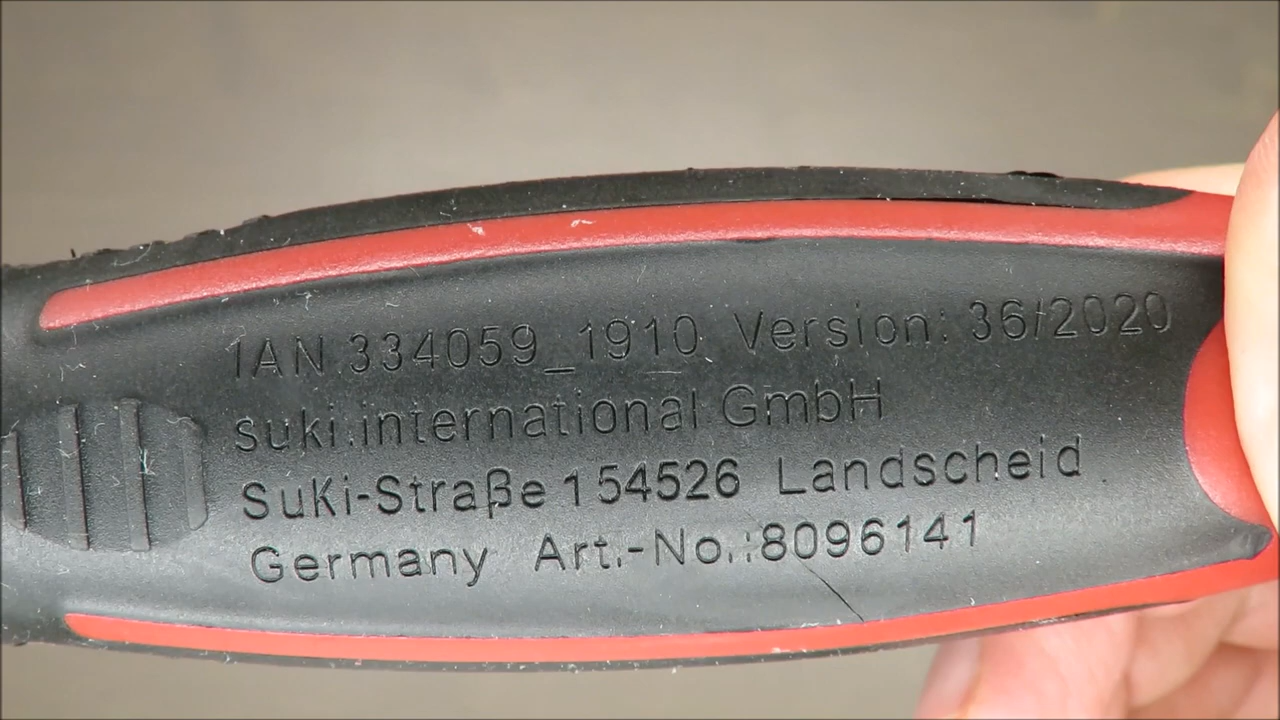 IAN 334059_1910 Version: 36/2020
suki.international GmbH
SuKi-Straße 1 54526 Landscheid
Germany Art.-No.:8096141